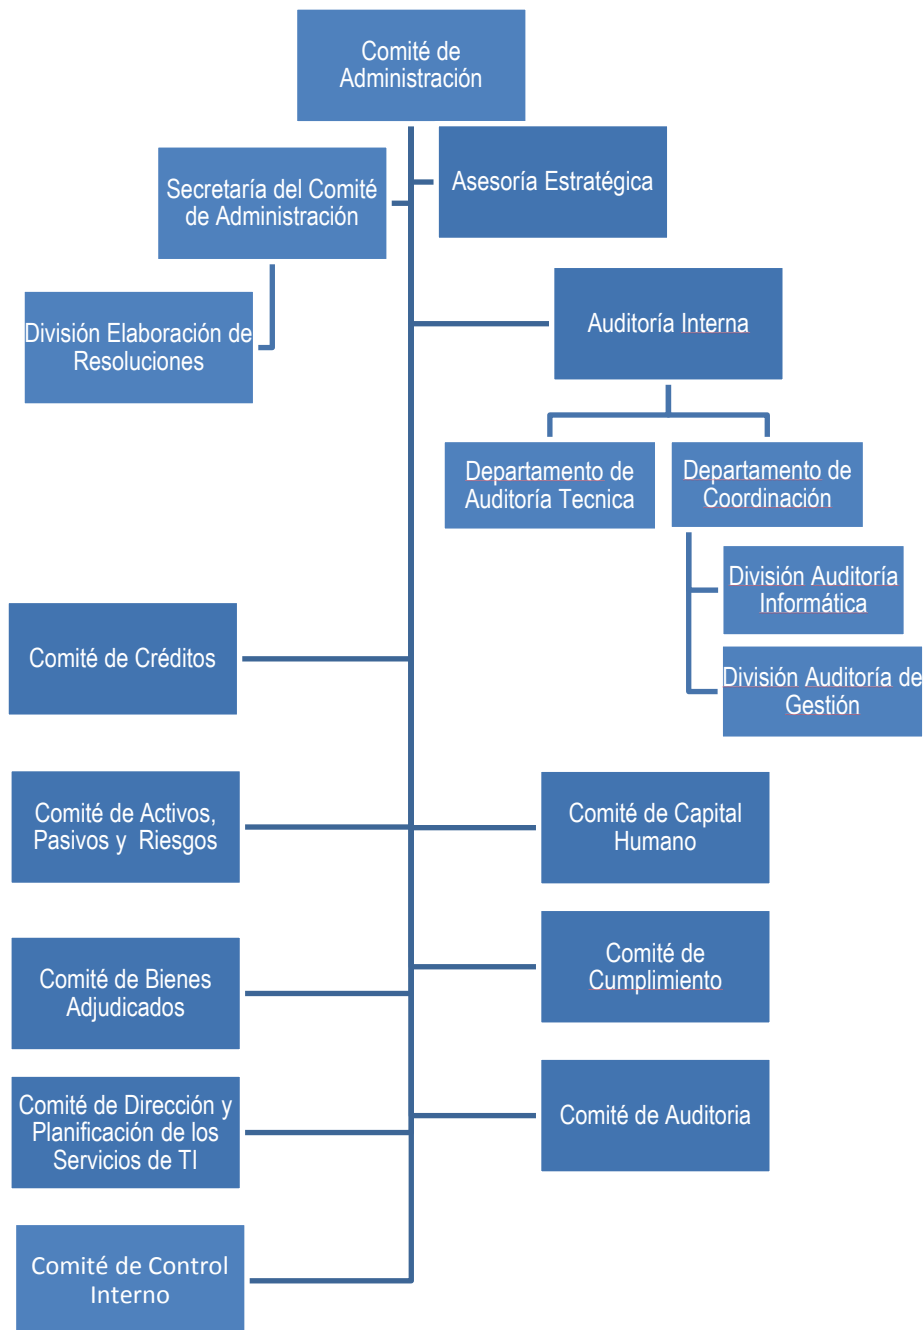 Comité de
Administración
Asesoría Estratégica
Secretaría del Comité
de Administración
Auditoría Interna
División Elaboración de
Resoluciones
Departamento de
Auditoría Tecnica
Departamento de
Coordinación
División Auditoría
Informática
División Auditoría de
Gestión
Comité de Créditos
Comité de Activos,
Pasivos y Riesgos
Comité de Capital
Humano
Comité de Bienes
Adjudicados
Comité de
Cumplimiento
Comité de Dirección y
Planificación de los
Servicios de TI
Comité de Auditoria
Comité de Control
Interno